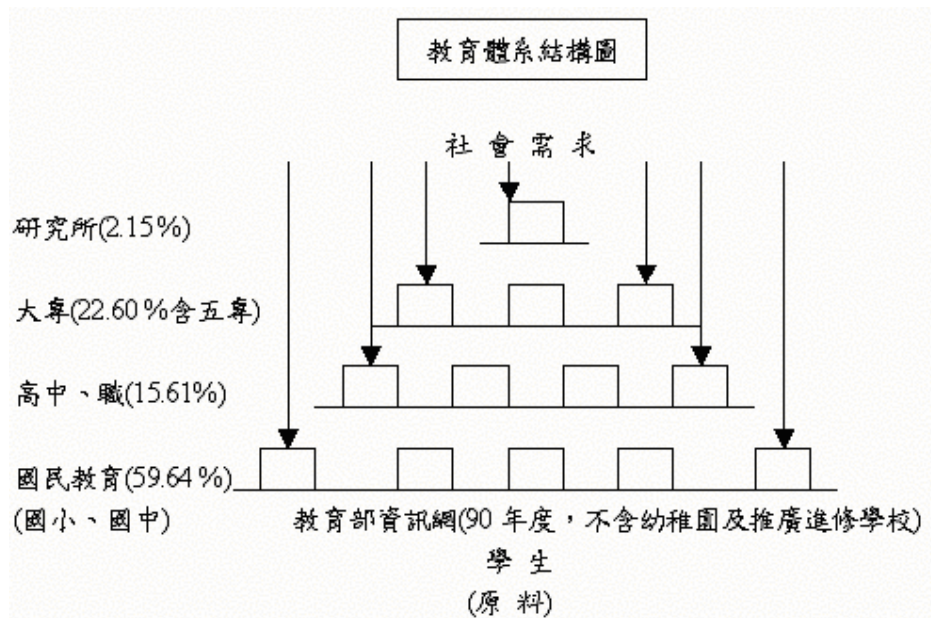 教育體系結構圖
社 會 需 求
研究所(2.15%)
大專(22.60%含五專)
高中、職(15.61%)
國民教育(59.64%)
(國小、國中)
教育部資訊網(90 年度，不含幼稚園及推廣進修學校)
學 生
(原 料)